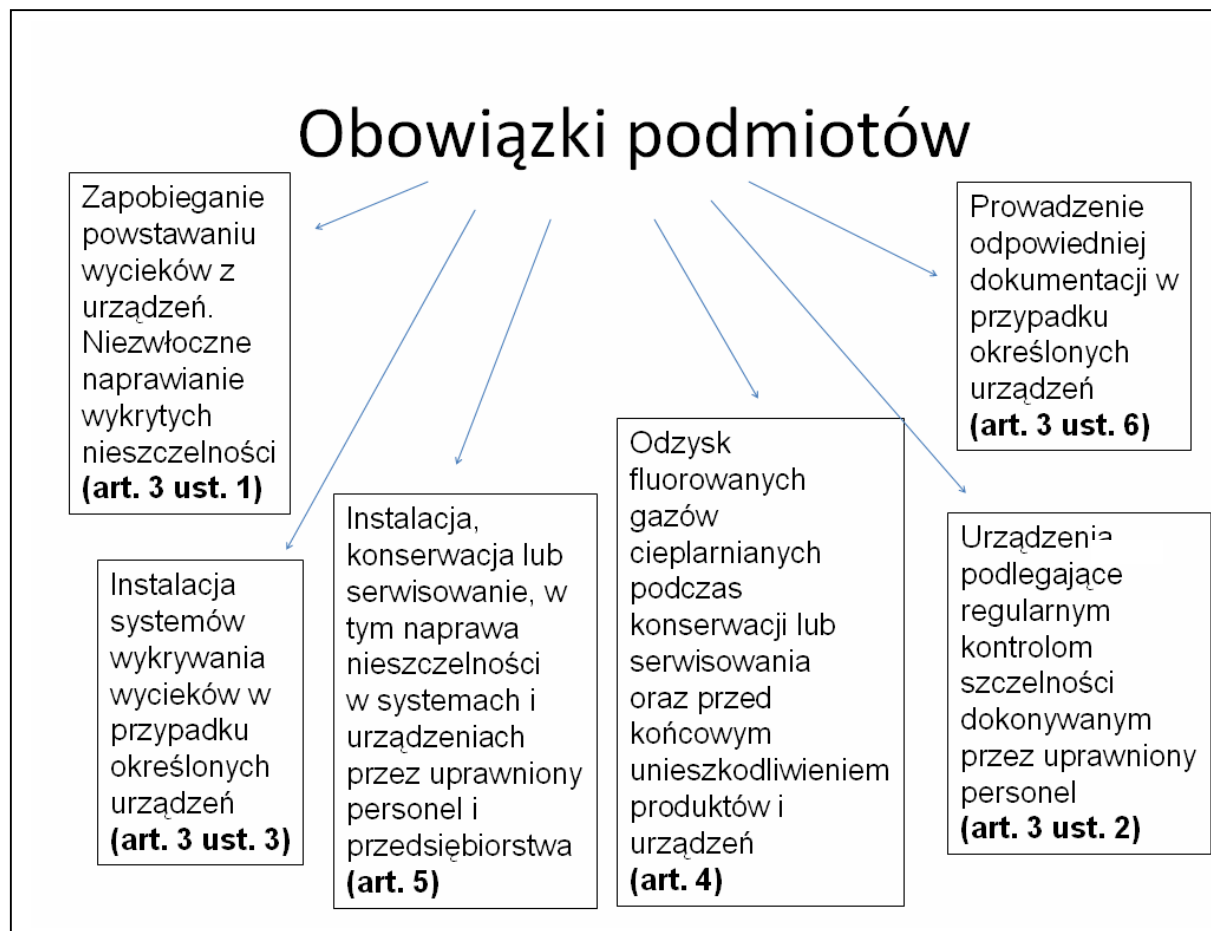 Obowiązki podmiotów
Zapobieganie
powstawaniu
wycieków z
urządzeń.
Niezwłoczne
naprawianie
wykrytych
nieszczelności
(art. 3 ust. 1)
Instalacja
systemów
wykrywania
wycieków w
przypadku
określonych
urządzeń
(art. 3 ust. 3)
Instalacja,
konserwacja lub
serwisowanie, w
tym naprawa
nieszczelności
w systemach i
urządzeniach
przez uprawniony
personel i
przedsiębiorstwa
(art. 5)
Odzysk
fluorowanych
gazów
cieplarnianych
podczas
konserwacji lub
serwisowania
oraz przed
końcowym
unieszkodliwieniem
produktów i
urządzeń
(art. 4)
Prowadzenie
odpowiedniej
dokumentacji w
przypadku
określonych
urządzeń
(art. 3 ust. 6)
Urządzenia
podlegające
regularnym
kontrolom
szczelności
dokonywanym
przez uprawniony
personel
(art. 3 ust. 2)